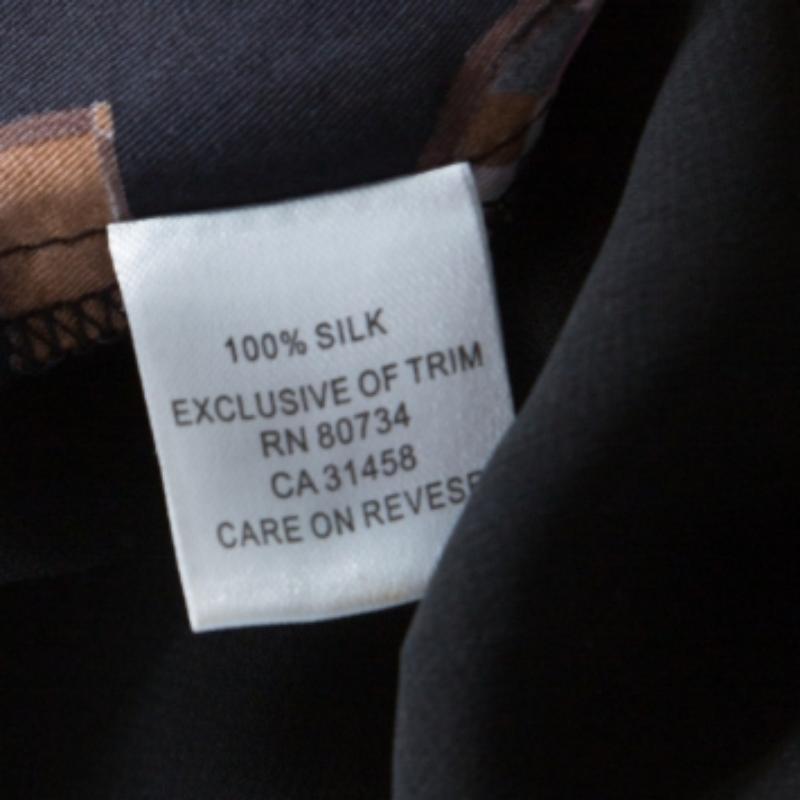 100% SILK
EXCLUSIVE OF TRIM
RN 80734
CA 31458
CARE ON REVESE